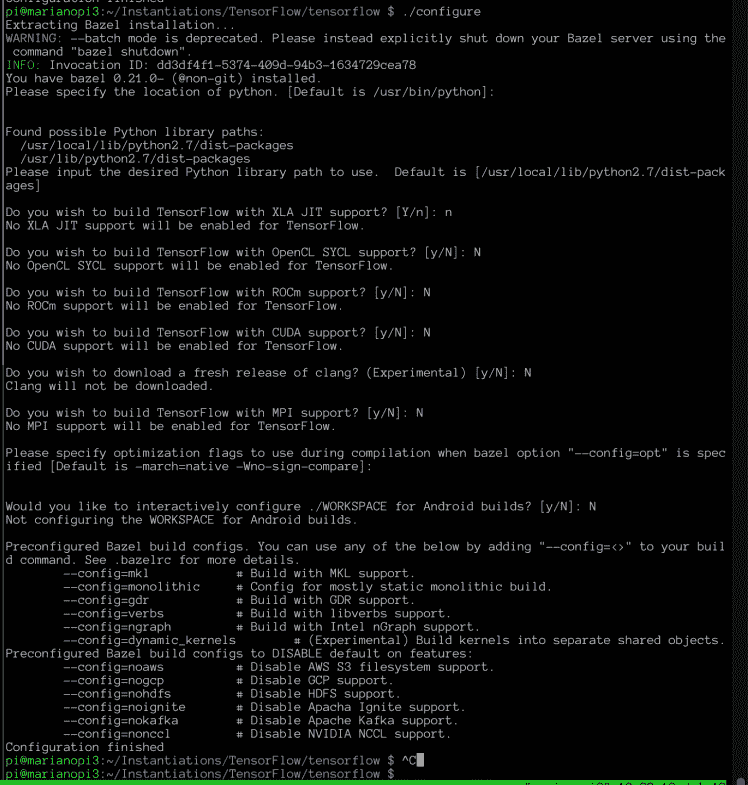 pi@marianopi3:~/Instantiations/TensorFlow/tensorflow $ ./configure
Extracting Bazel installation...
WARNING: --batch mode is deprecated. Please instead explicitly shut down your Bazel server using the
 command "bazel shutdown".
INFO: Invocation ID: dd3df4f1-5374-409d-94b3-1634729cea78
You have bazel 0.21.0- (@non-git) installed.
Please specify the location of python. [Default is /usr/bin/python]:
Found possible Python library paths:
  /usr/local/lib/python2.7/dist-packages
  /usr/lib/python2.7/dist-packages
Please input the desired Python library path to use.  Default is [/usr/local/lib/python2.7/dist-pack
ages]
Do you wish to build TensorFlow with XLA JIT support? [Y/n]: n
No XLA JIT support will be enabled for TensorFlow.
Do you wish to build TensorFlow with OpenCL SYCL support? [y/N]: N
No OpenCL SYCL support will be enabled for TensorFlow.
Do you wish to build TensorFlow with ROCm support? [y/N]: N
No ROCm support will be enabled for TensorFlow.
Do you wish to build TensorFlow with CUDA support? [y/N]: N
No CUDA support will be enabled for TensorFlow.
Do you wish to download a fresh release of clang? (Experimental) [y/N]: N
Clang will not be downloaded.
Do you wish to build TensorFlow with MPI support? [y/N]: N
No MPI support will be enabled for TensorFlow.
Please specify optimization flags to use during compilation when bazel option "--config=opt" is spec
ified [Default is -march=native -Wno-sign-compare]:
Would you like to interactively configure ./WORKSPACE for Android builds? [y/N]: N
Not configuring the WORKSPACE for Android builds.
Preconfigured Bazel build configs. You can use any of the below by adding "--config=<>" to your buil
d command. See .bazelrc for more details.
        --config=mkl            # Build with MKL support.
        --config=monolithic     # Config for mostly static monolithic build.
        --config=gdr            # Build with GDR support.
        --config=verbs          # Build with libverbs support.
        --config=ngraph         # Build with Intel nGraph support.
        --config=dynamic_kernels        # (Experimental) Build kernels into separate shared objects.
Preconfigured Bazel build configs to DISABLE default on features:
        --config=noaws          # Disable AWS S3 filesystem support.
        --config=nogcp          # Disable GCP support.
        --config=nohdfs         # Disable HDFS support.
        --config=noignite       # Disable Apacha Ignite support.
        --config=nokafka        # Disable Apache Kafka support.
        --config=nonccl         # Disable NVIDIA NCCL support.
Configuration finished
pi@marianopi3:~/Instantiations/TensorFlow/tensorflow $ ^C
pi@marianopi3:~/Instantiations/TensorFlow/tensorflow $